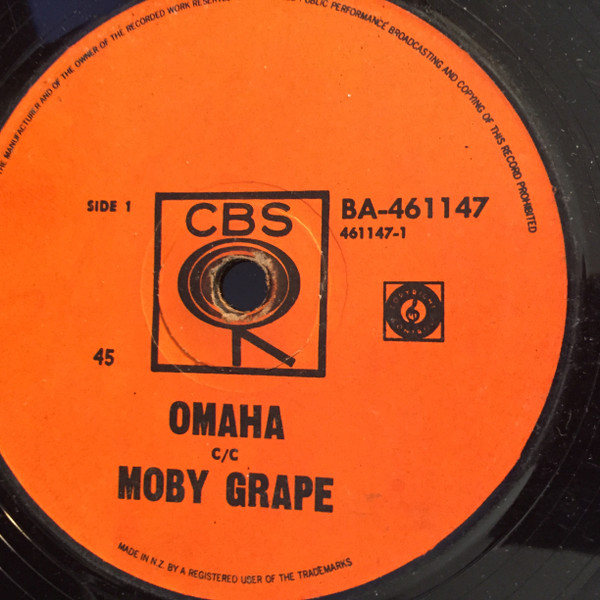 THE MANUFACTURER AND OF THE OWNER OF THE RECORDED WORK RESERVED PUBLIC PERFORMANCE BROADCASTING AND COPYING OF THIS RECORD PROHIBITED
SIDE 1
CBS
BA-461147
461147-1
45
OMAHA
C/C
MOBY GRAPE
MADE IN N.Z. BY A REGISTERED USER OF THE TRADEMARKS